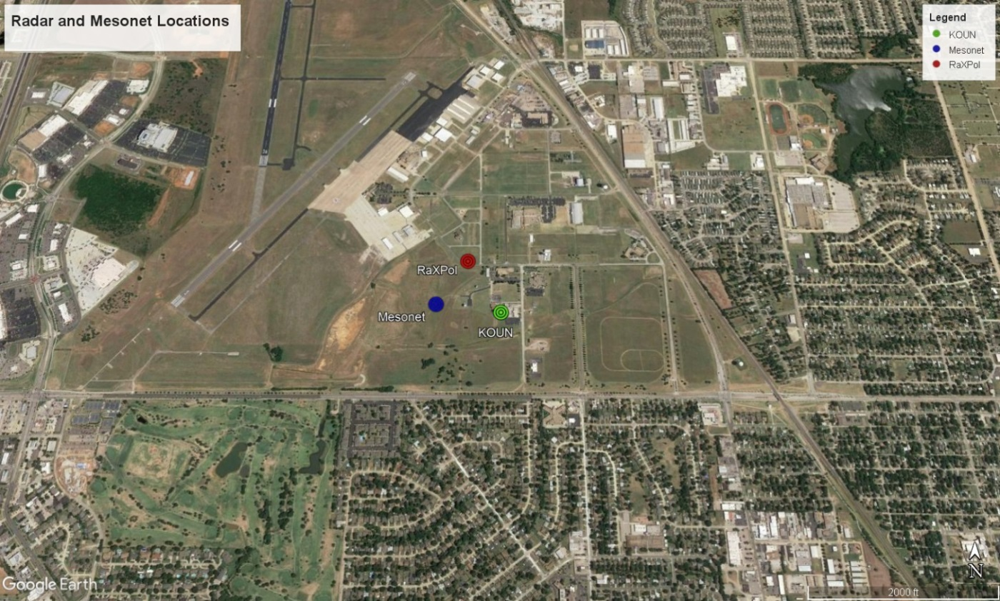 Radar and Mesonet Locations
Legend
KOUN
Mesonet
RaXPol
RaXPol
Mesonet
KOUN
N
Google Earth
2000 ft